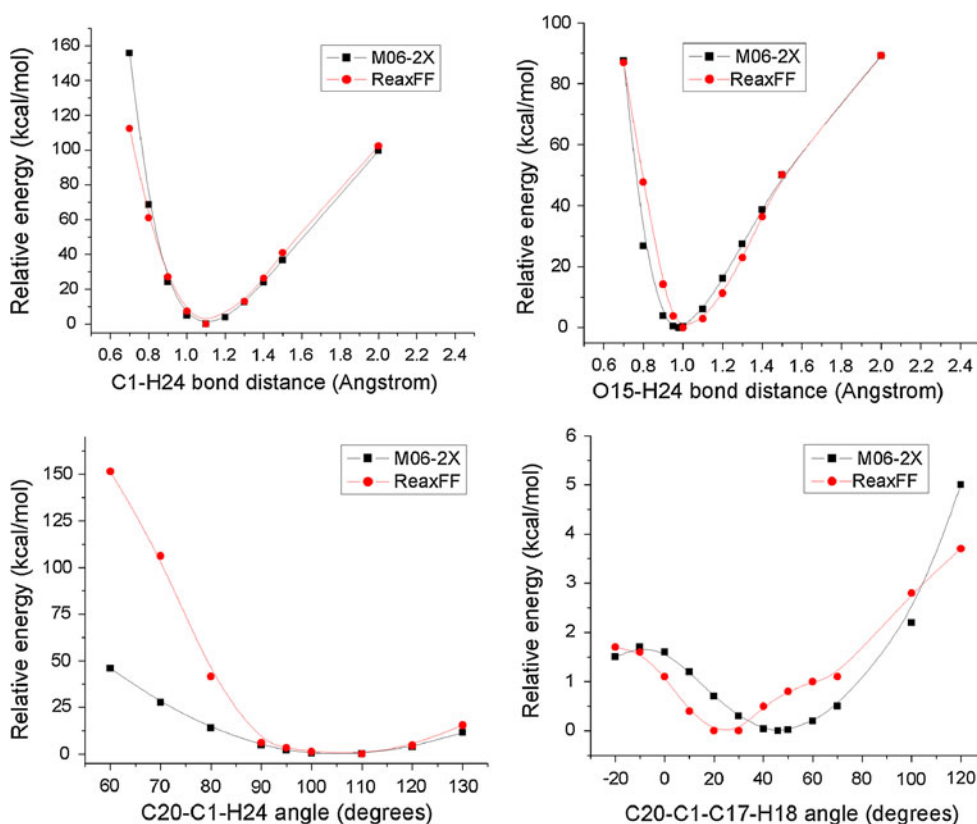 Relative energy (kcal/mol)
160
140
120
100
80
60
40
20
0
M06-2X
ReaxFF
0.6 0.8 1.0 1.2 1.4 1.6 1.8 2.0 2.2 2.4
C1-H24 bond distance (Angstrom)
Relative energy (kcal/mol)
100
80
60
40
20
0
M06-2X
ReaxFF
0.6 0.8 1.0 1.2 1.4 1.6 1.8 2.0 2.2 2.4
O15-H24 bond distance (Angstrom)
Relative energy (kcal/mol)
150
125
100
75
50
25
0
M06-2X
ReaxFF
60 70 80 90 100 110 120 130
C20-C1-H24 angle (degrees)
Relative energy (kcal/mol)
6
5
4
3
2
1
0
M06-2X
ReaxFF
-20 0 20 40 60 80 100 120
C20-C1-C17-H18 angle (degrees)